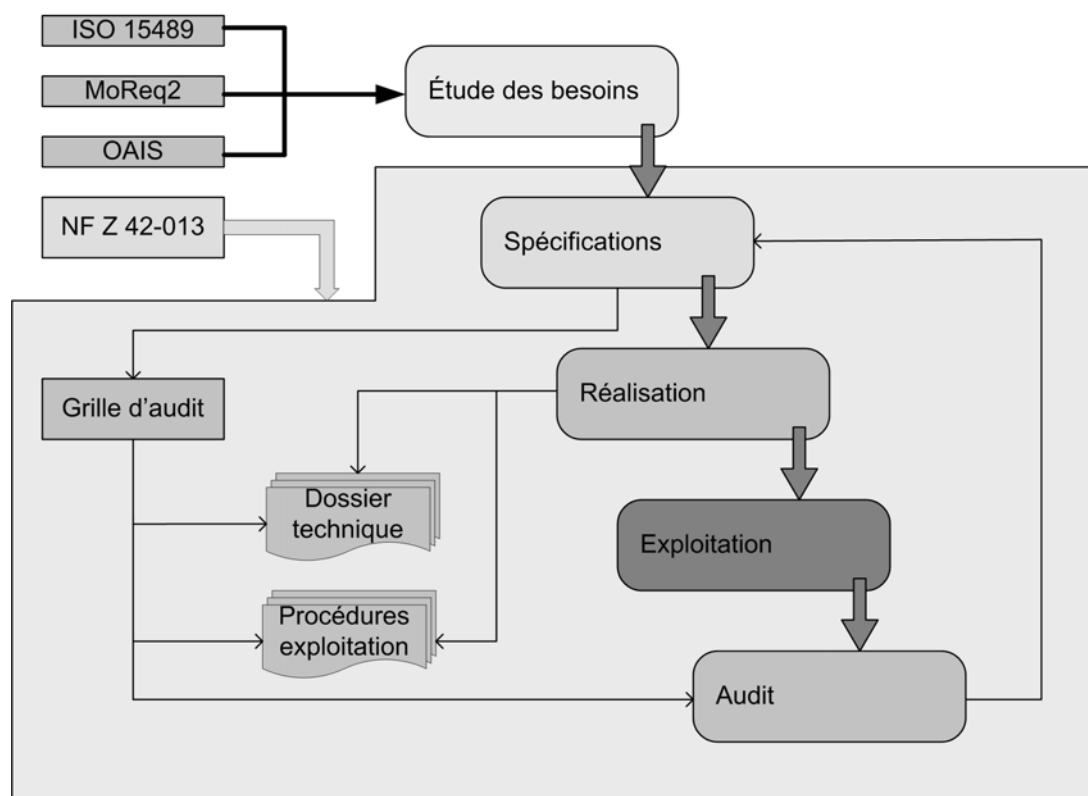 ISO 15489
MoReq2
OAIS
NF Z 42-013
Étude des besoins
Spécifications
Réalisation
Grille d'audit
Dossier
technique
Exploitation
Procédures
exploitation
Audit